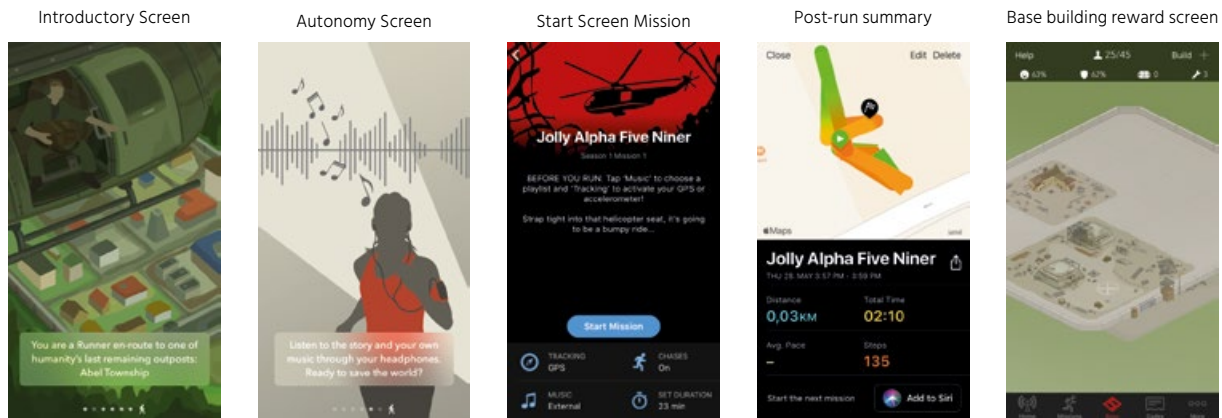 Introductory Screen
Autonomy Screen
Start Screen Mission
Post-run summary
Base building reward screen
You are a Runner en-route to one of
humanity's last remaining outposts:
Abel Township
Listen to the story and your own
music through your headphones.
Ready to save the world?
Jolly Alpha Five Niner
Season 1 Mission 1
BEFORE YOU RUN: Tap 'Music' to choose a
playlist and 'Tracking' to activate your GPS or
accelerometer!
Strap tight into that helicopter seat, it's going
to be a bumpy ride...
Start Mission
TRACKING
GPS
CHASES
On
MUSIC
External
SET DURATION
23 min
Close
Edit Delete
Maps
Jolly Alpha Five Niner
THU 28. MAY 3:57 PM - 3:59 PM
Distance
0,03KM
Total Time
02:10
Avg. Pace
–
Steps
135
Start the next mission
Add to Siri
Help
25/45
Build +
62%
0
3